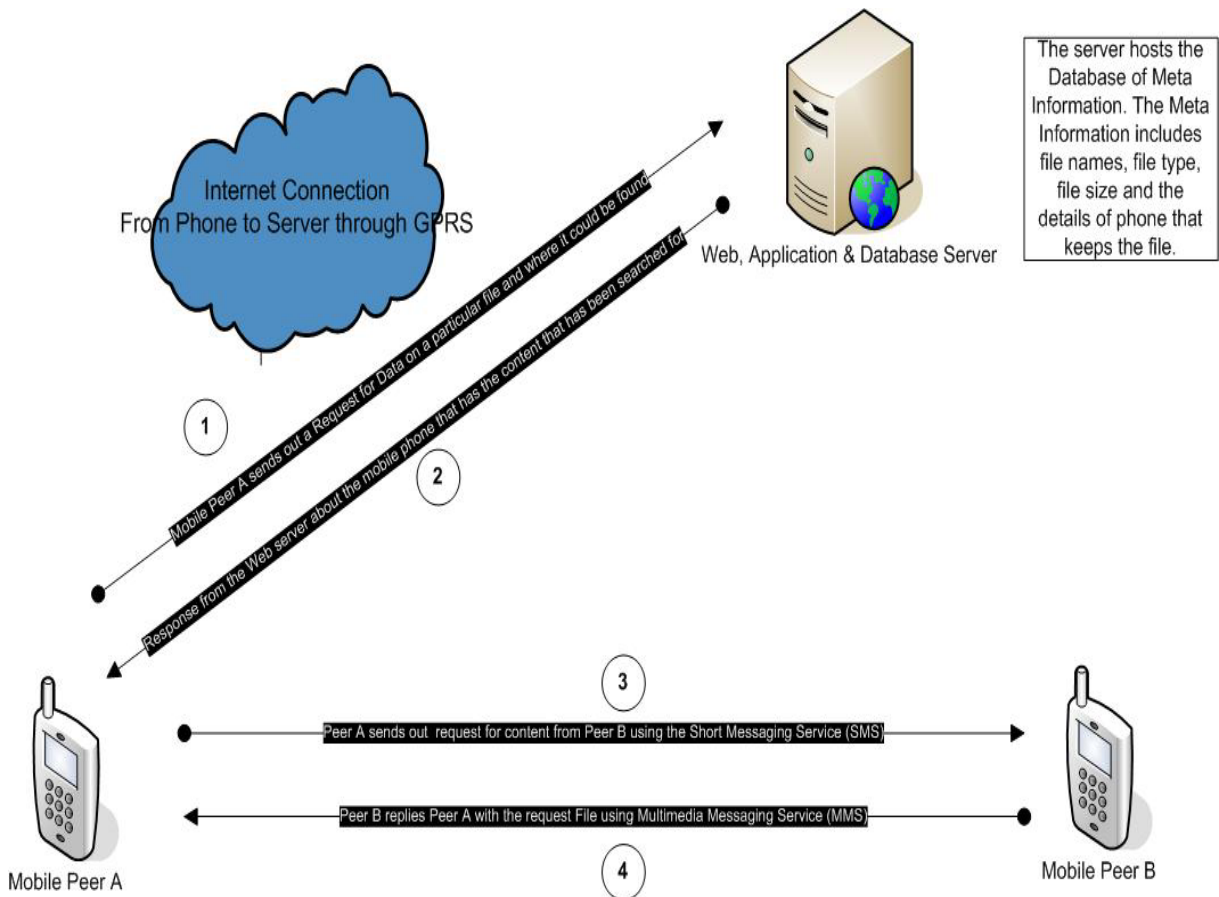 The server hosts the
Database of Meta
Information. The Meta
Information includes
file names, file type,
file size and the
details of phone that
keeps the file.
Internet Connection
From Phone to Server through GPRS
Web, Application & Database Server
1
Mobile Peer A sends out a Request for Data on a particular file and where it could be found
2
Response from the Web server about the mobile phone that has the content that has been searched for
3
Peer A sends out request for content from Peer B using the Short Messaging Service (SMS)
Peer B replies Peer A with the request File using Multimedia Messaging Service (MMS)
4
Mobile Peer A
Mobile Peer B